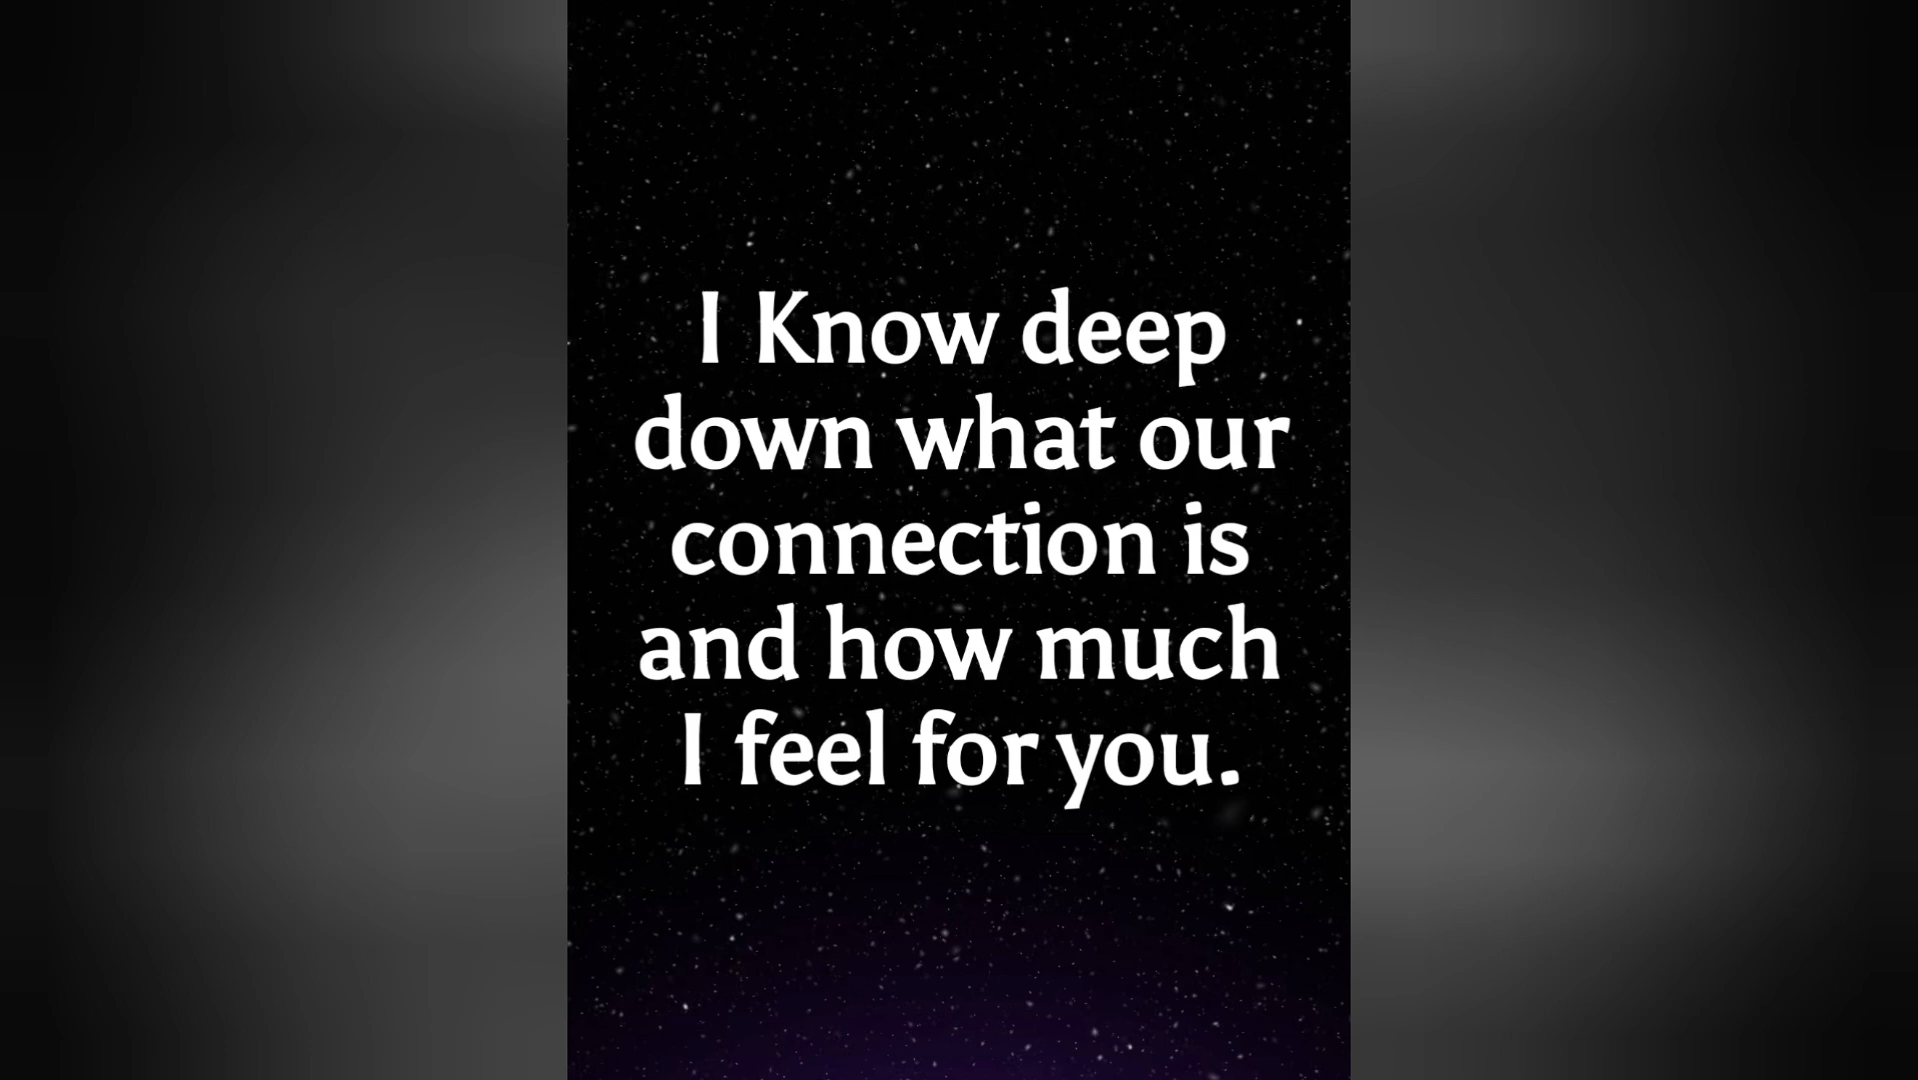 I Know deep
down what our
connection is
and how much
I feel for you.